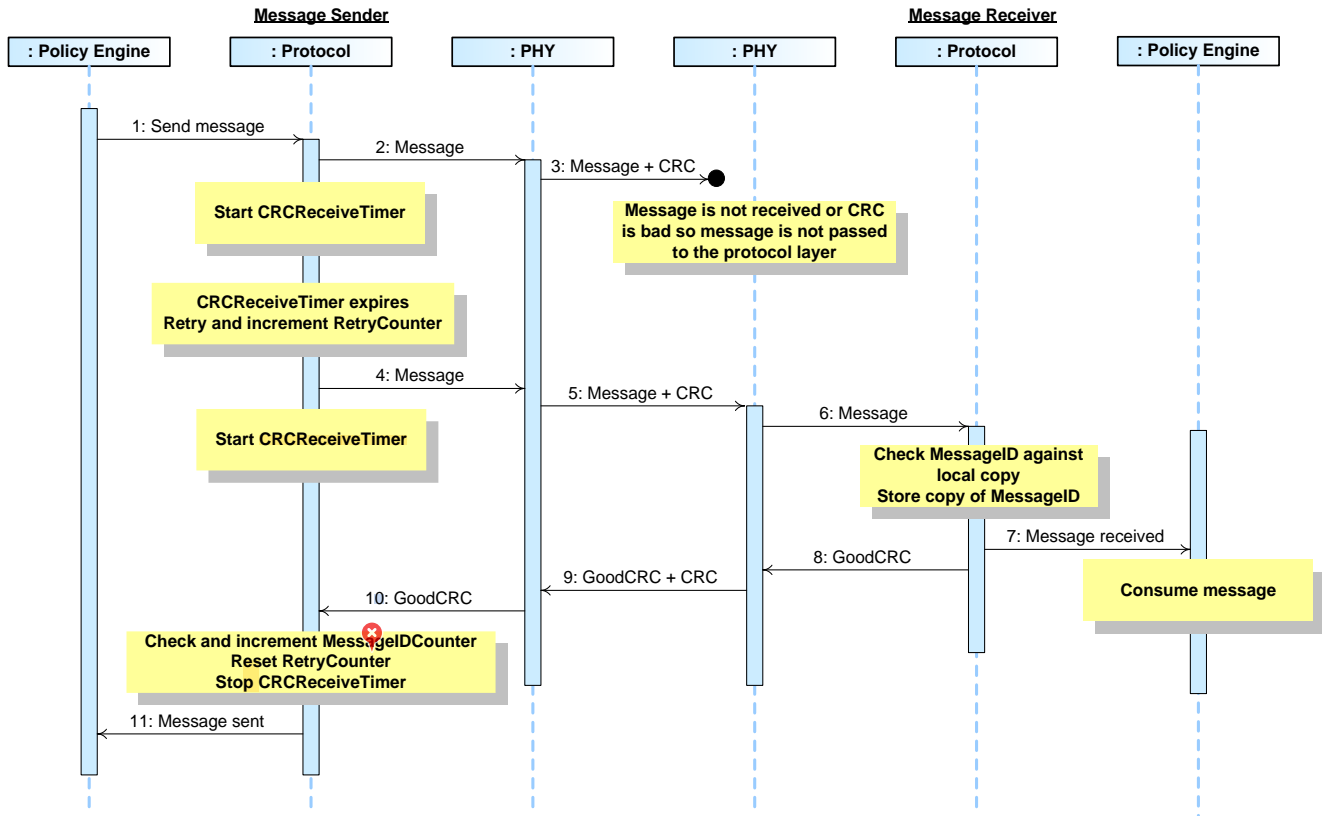 Message Sender
Message Receiver
: Policy Engine
: Protocol
: PHY
: PHY
: Protocol
: Policy Engine
1: Send message
2: Message
3: Message + CRC
Start CRCReceiveTimer
Message is not received or CRC
is bad so message is not passed
to the protocol layer
CRCReceiveTimer expires
Retry and increment RetryCounter
4: Message
5: Message + CRC
6: Message
Start CRCReceiveTimer
Check MessageID against
local copy
Store copy of MessageID
7: Message received
8: GoodCRC
9: GoodCRC + CRC
Consume message
10: GoodCRC
Check and increment MessageIDCounter
Reset RetryCounter
Stop CRCReceiveTimer
11: Message sent